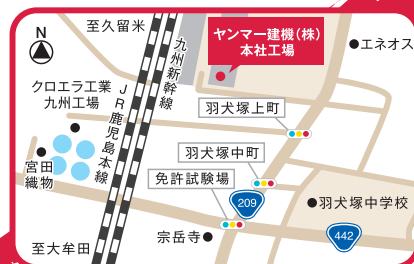 N
至久留米
九州新幹線
JR鹿児島本線
ヤンマー建機(株)
本社工場
エネオス
クロエラ工業
九州工場
羽犬塚上町
羽犬塚中町
免許試験場
宮田
織物
209
羽犬塚中学校
442
至大牟田
宗岳寺